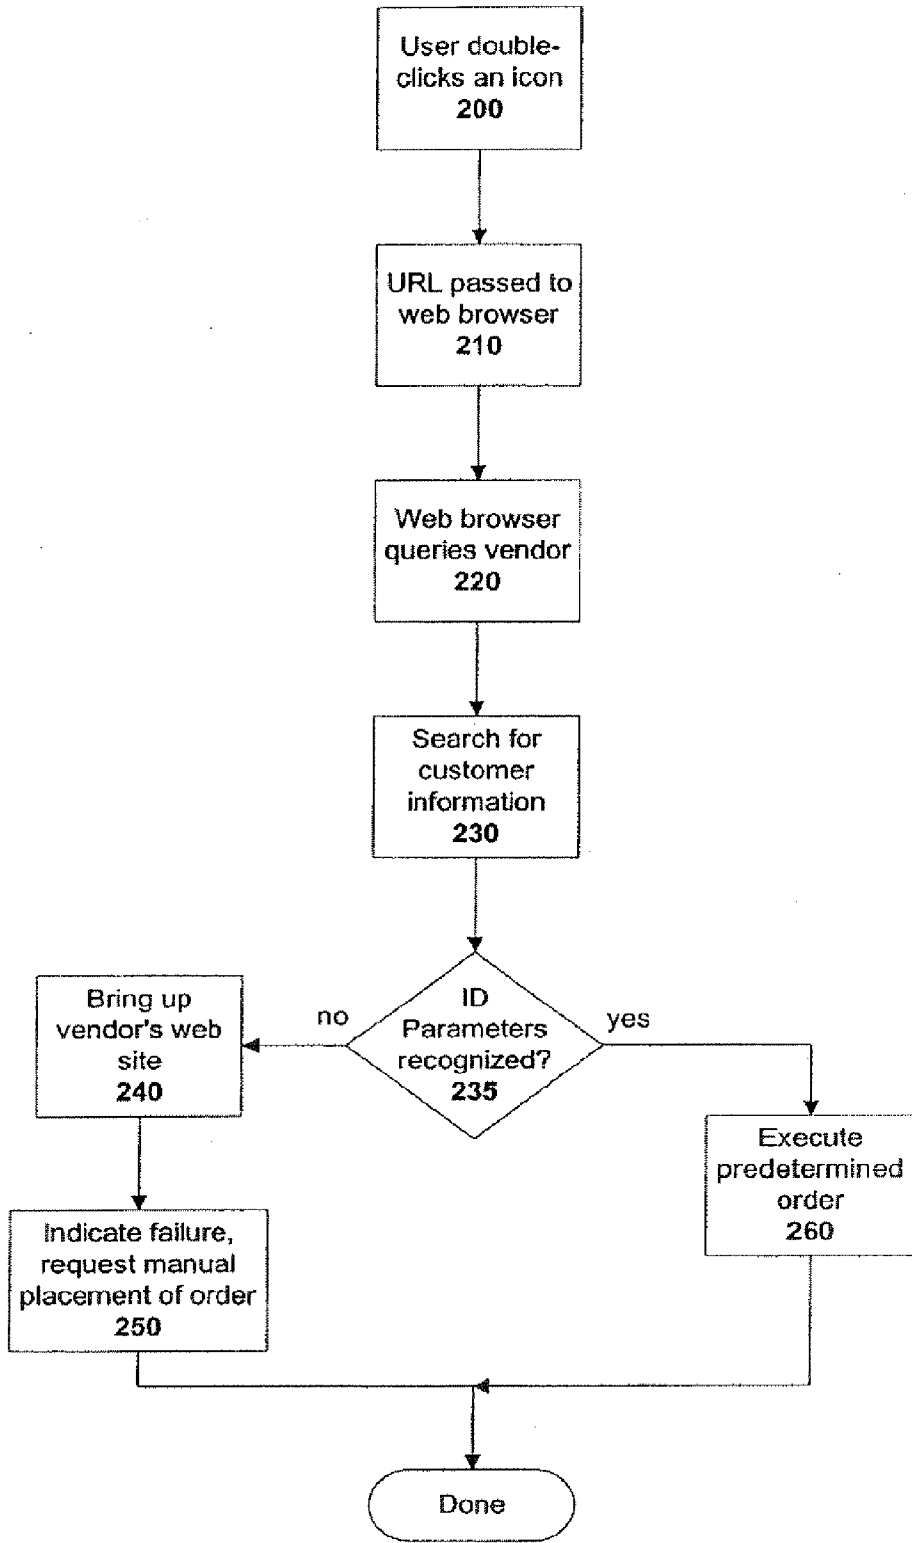 User double-
clicks an icon
200
URL passed to
web browser
210
Web browser
queries vendor
220
Search for
customer
information
230
ID
Parameters
recognized?
235
no
yes
Bring up
vendor's web
site
240
Execute
predetermined
order
260
Indicate failure,
request manual
placement of order
250
Done